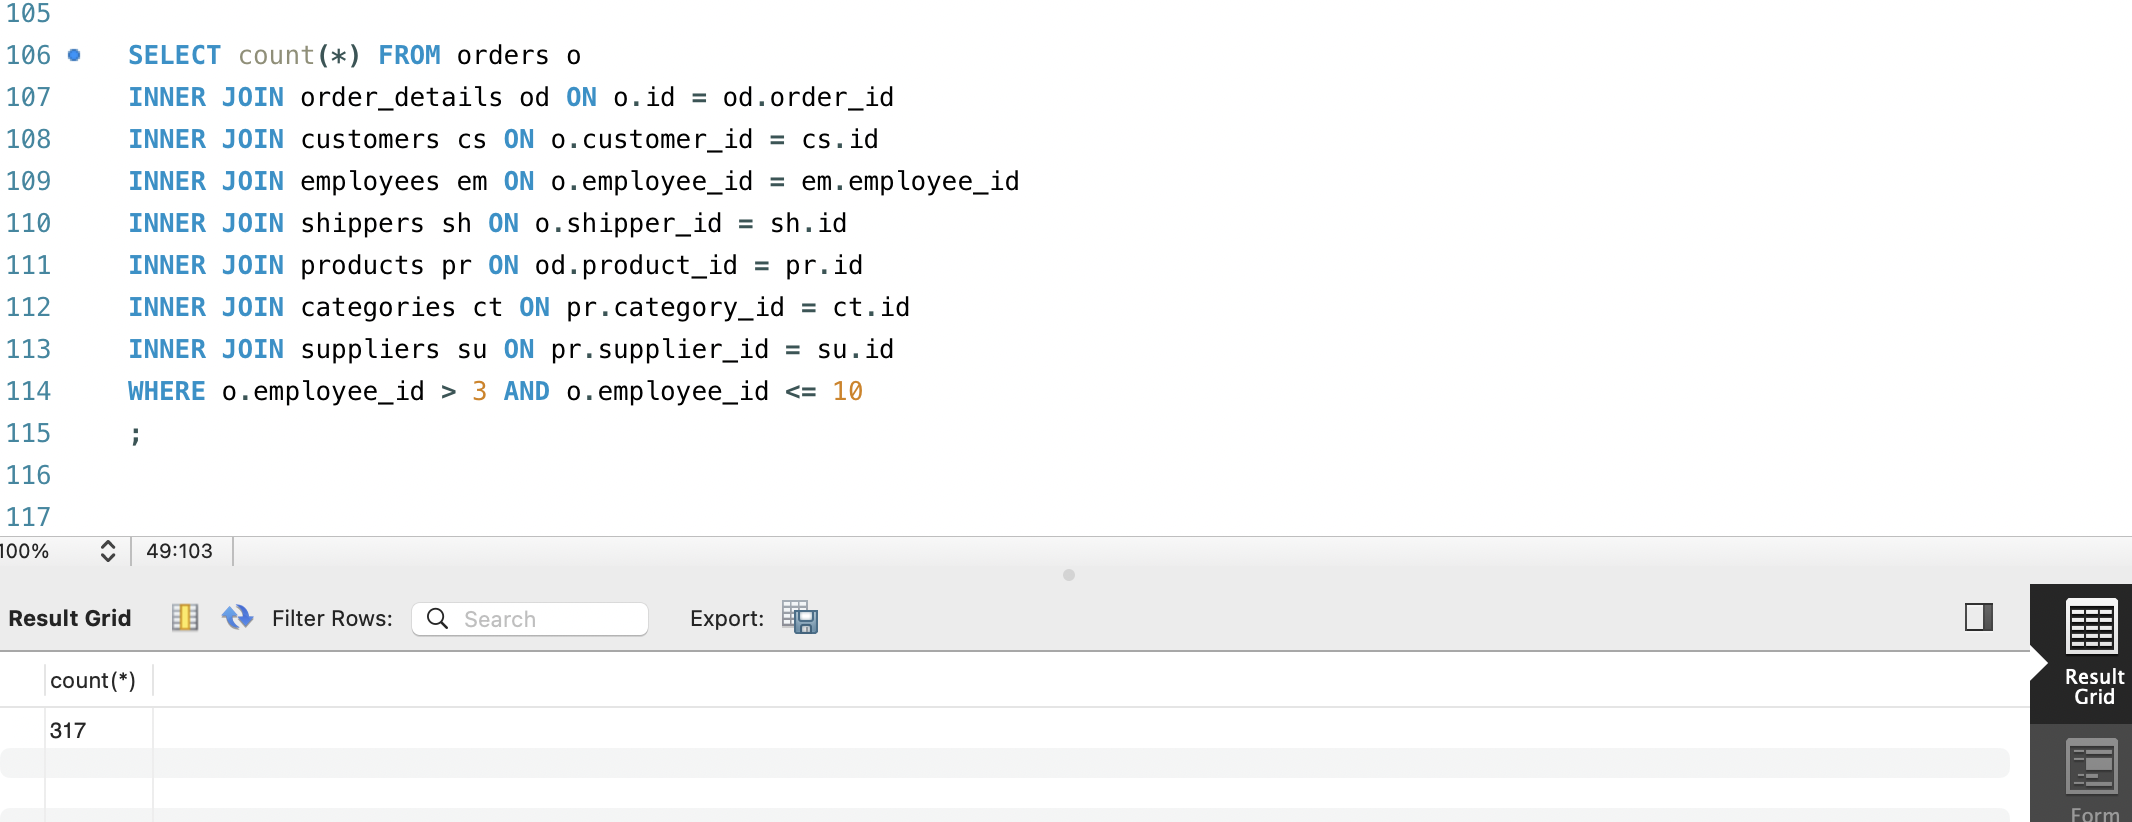 105
106 SELECT count(*) FROM orders o
107 INNER JOIN order_details od ON o.id = od.order_id
108 INNER JOIN customers cs ON o.customer_id = cs.id
109 INNER JOIN employees em ON o.employee_id = em.employee_id
110 INNER JOIN shippers sh ON o.shipper_id = sh.id
111 INNER JOIN products pr ON od.product_id = pr.id
112 INNER JOIN categories ct ON pr.category_id = ct.id
113 INNER JOIN suppliers su ON pr.supplier_id = su.id
114 WHERE o.employee_id > 3 AND o.employee_id <= 10
115 ;
116
117
100% 49:103
Result Grid Filter Rows: Search Export:
Result
Grid
count(*)
317
Form